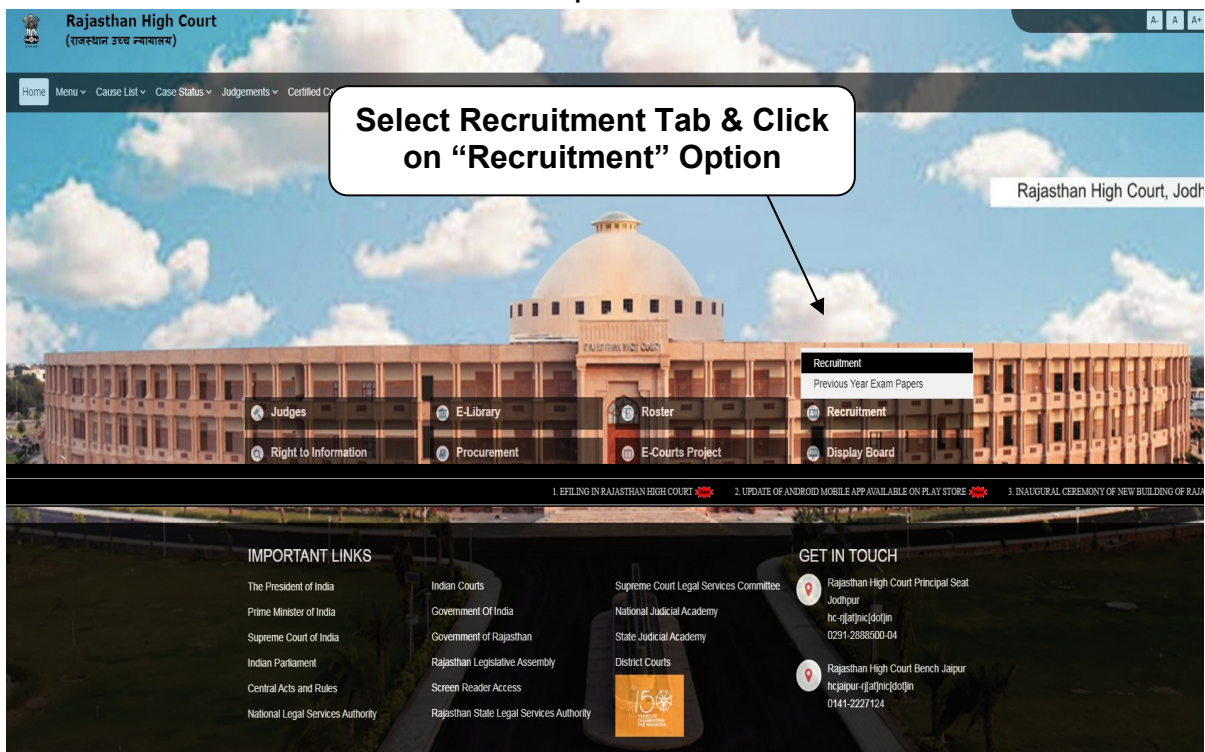 Rajasthan High Court
(राजस्थान उच्च न्यायालय)
A- A A+
Home Menu Cause List Case Status Judgements Certified
Select Recruitment Tab & Click
on “Recruitment” Option
Rajasthan High Court, Jodh
RAJASTHAN HIGH COURT
Recruitment
Previous Year Exam Papers
Judges E-Library Roster Recruitment
Right to Information Procurement E-Courts Project Display Board
1. EFILING IN RAJASTHAN HIGH COURT 2. UPDATE OF ANDROID MOBILE APP AVAILABLE ON PLAY STORE 3. INAUGURAL CEREMONY OF NEW BUILDING OF RAJA
IMPORTANT LINKS
The President of India
Prime Minister of India
Supreme Court of India
Indian Parliament
Central Acts and Rules
National Legal Services Authority
Indian Courts
Government Of India
Government of Rajasthan
Rajasthan Legislative Assembly
Screen Reader Access
Rajasthan State Legal Services Authority
Supreme Court Legal Services Committee
National Judicial Academy
State Judicial Academy
District Courts
150
YEARS OF
CELEBRATING
THE MAHATMA
GET IN TOUCH
Rajasthan High Court Principal Seat
Jodhpur
hc-rj[at]nic[dot]in
0291-2888500-04
Rajasthan High Court Bench Jaipur
hcjaipur-rj[at]nic[dot]in
0141-2227124